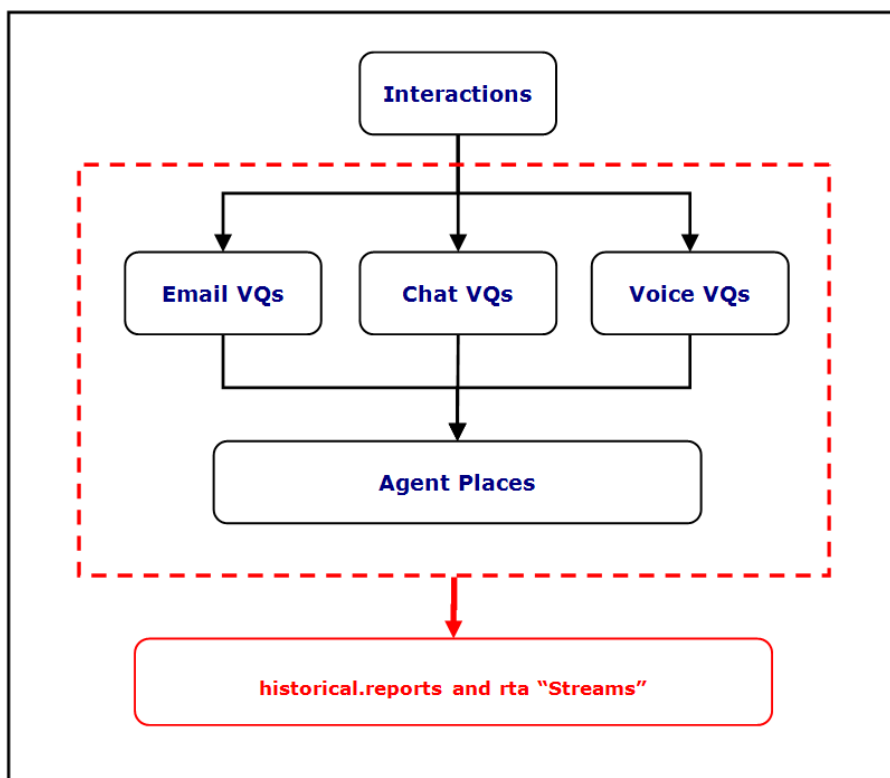 Interactions
Email VQs
Chat VQs
Voice VQs
Agent Places
historical.reports and rta “Streams”